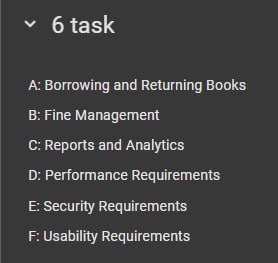 6 task
A: Borrowing and Returning Books
B: Fine Management
C: Reports and Analytics
D: Performance Requirements
E: Security Requirements
F: Usability Requirements